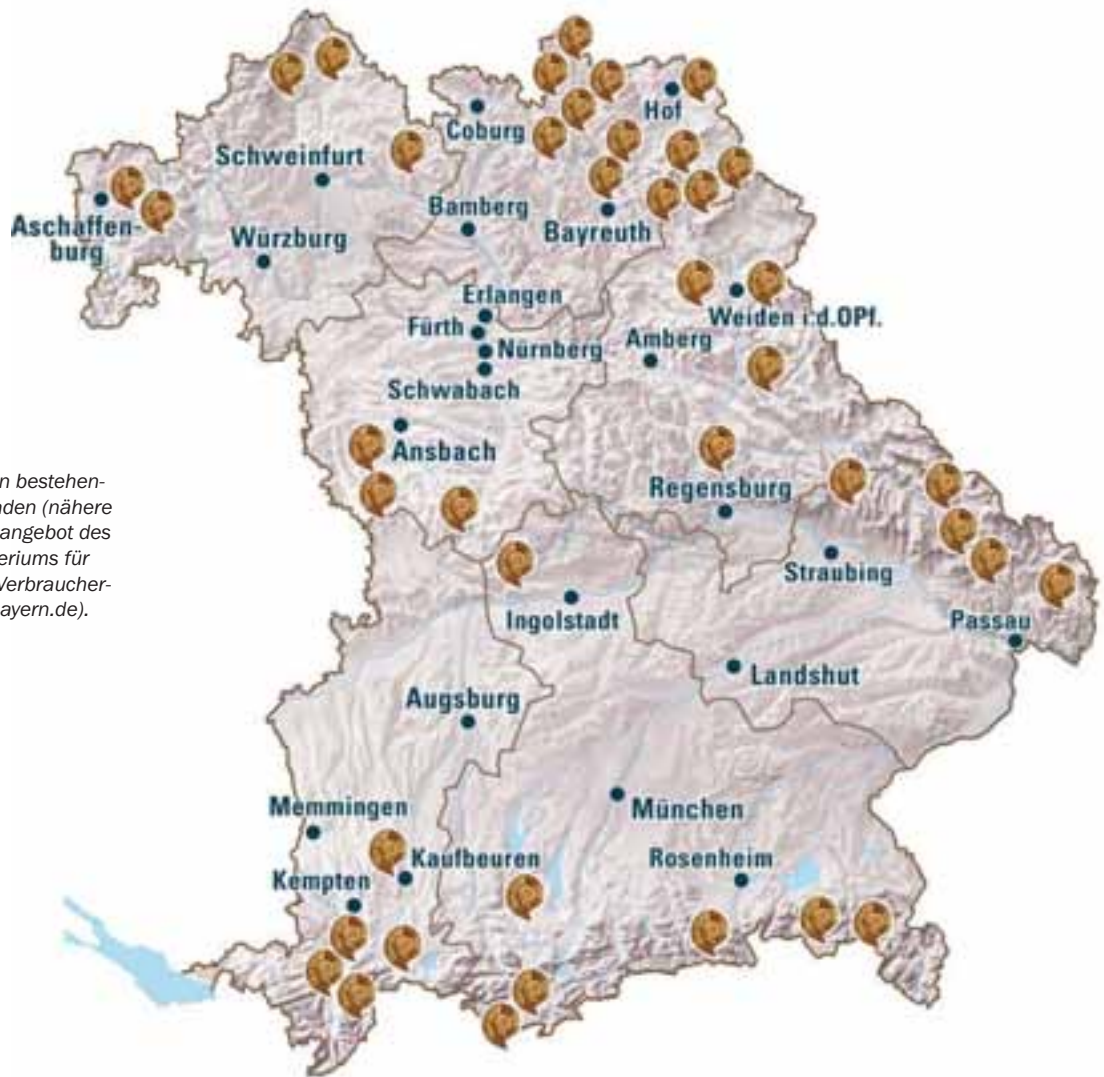 Hof
Coburg
Schweinfurt
Bamberg
Aschaffen-
burg
Würzburg
Bayreuth
Erlangen
Fürth
Weiden i.d.OPf.
Nürnberg
Amberg
Schwabach
Ansbach
n bestehen-
nden (nähere
angebot des
eriums für
Verbraucher-
ayern.de).
Regensburg
Straubing
Ingolstadt
Passau
Landshut
Augsburg
Memmingen
München
Kaufbeuren
Rosenheim
Kempten